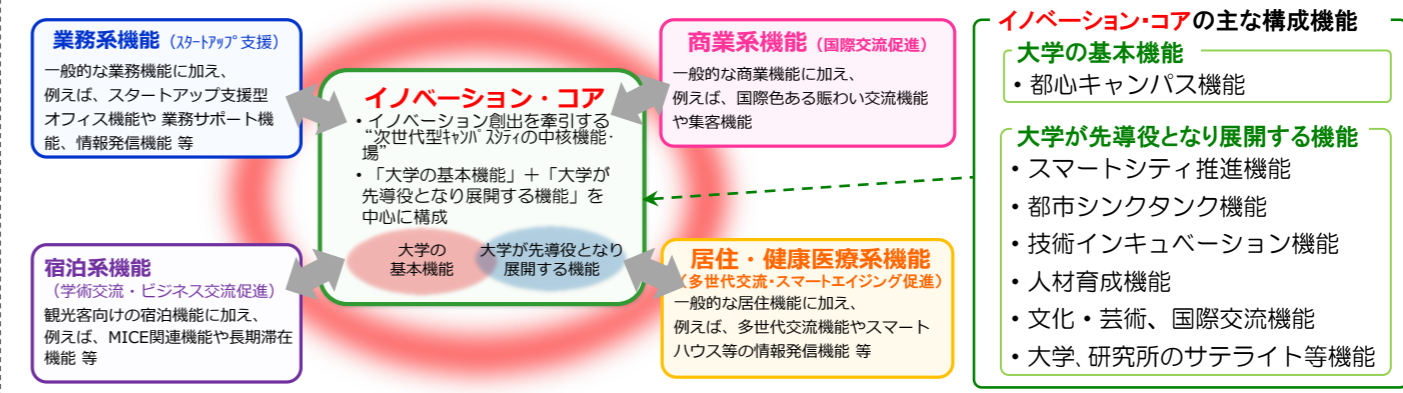 業務系機能（ｽﾀｰﾄｱｯﾌﾟ支援）
一般的な業務機能に加え、
例えば、スタートアップ支援型
オフィス機能や 業務サポート機
能、情報発信機能 等
商業系機能（国際交流促進）
一般的な商業機能に加え、
例えば、国際色ある賑わい交流機能
や集客機能
イノベーション・コア
・イノベーション創出を牽引する
“次世代型ｷｬﾝﾊﾟｽｼﾃｨの中核機能・
場”
・「大学の基本機能」＋「大学が
先導役となり展開する機能」を
中心に構成
大学の
基本機能
大学が先導役となり
展開する機能
宿泊系機能
（学術交流・ビジネス交流促進）
観光客向けの宿泊機能に加え、
例えば、MICE関連機能や長期滞在
機能 等
居住・健康医療系機能
（多世代交流・スマートエイジング促進）
一般的な居住機能に加え、
例えば、多世代交流機能やスマート
ハウス等の情報発信機能 等
イノベーション・コアの主な構成機能
大学の基本機能
・都心キャンパス機能
大学が先導役となり展開する機能
・スマートシティ推進機能
・都市シンクタンク機能
・技術インキュベーション機能
・人材育成機能
・文化・芸術、国際交流機能
・大学、研究所のサテライト等機能